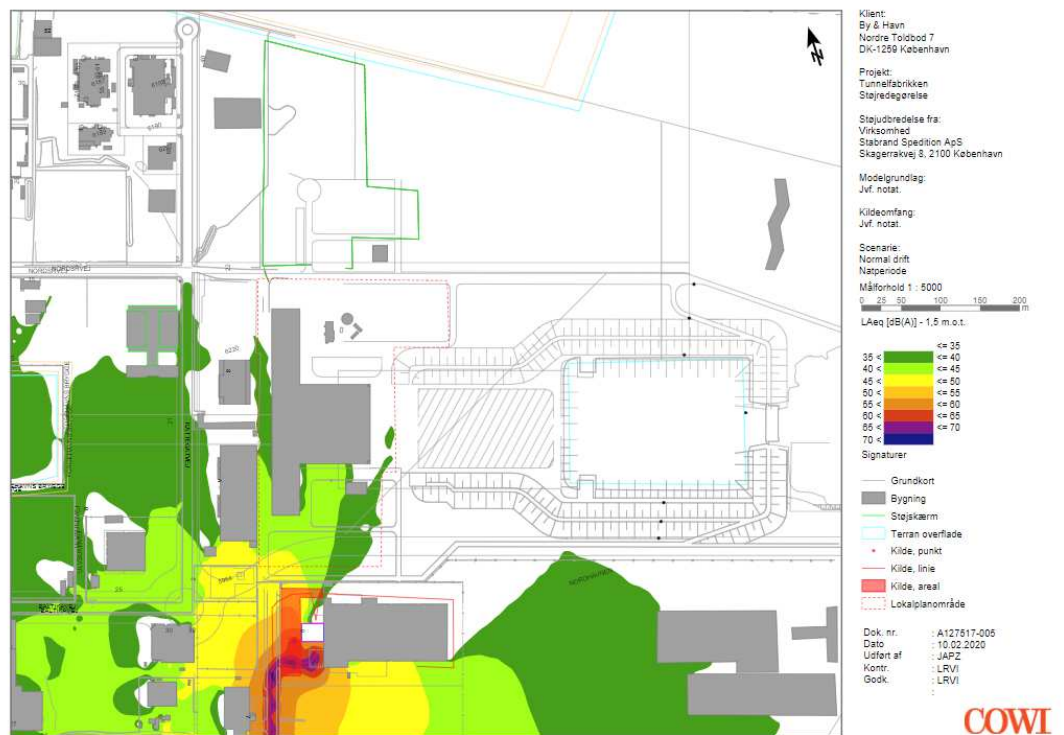 Klient:
By & Havn
Nordre Toldbod 7
DK-1259 København
Projekt:
Tunnelfabrikken
Støjredegørelse
Støjudbredelse fra:
Virksomhed
Stabrand Spedition ApS
Skagerrakvej 8, 2100 København
Modelgrundlag:
Jvf. notat.
Kildeomfang:
Jvf. notat.
Scenarie:
Normal drift
Natperiode
Målforhold 1 : 5000
0 25 50 100 150 200
m
LAeq [dB(A)] - 1,5 m.o.t.
<= 35
35 < <= 40
40 < <= 45
45 < <= 50
50 < <= 55
55 < <= 60
60 < <= 65
65 < <= 70
70 <
Signaturer
Grundkort
Bygning
Støjskærm
Terran overflade
Kilde, punkt
Kilde, linie
Kilde, areal
Lokalplanområde
Dok. nr. : A127517-005
Dato : 10.02.2020
Udført af : JAPZ
Kontr. : LRVI
Godk. : LRVI
:
COWI
N
NORDSØVEJ
KATTEGATVEJ
6220